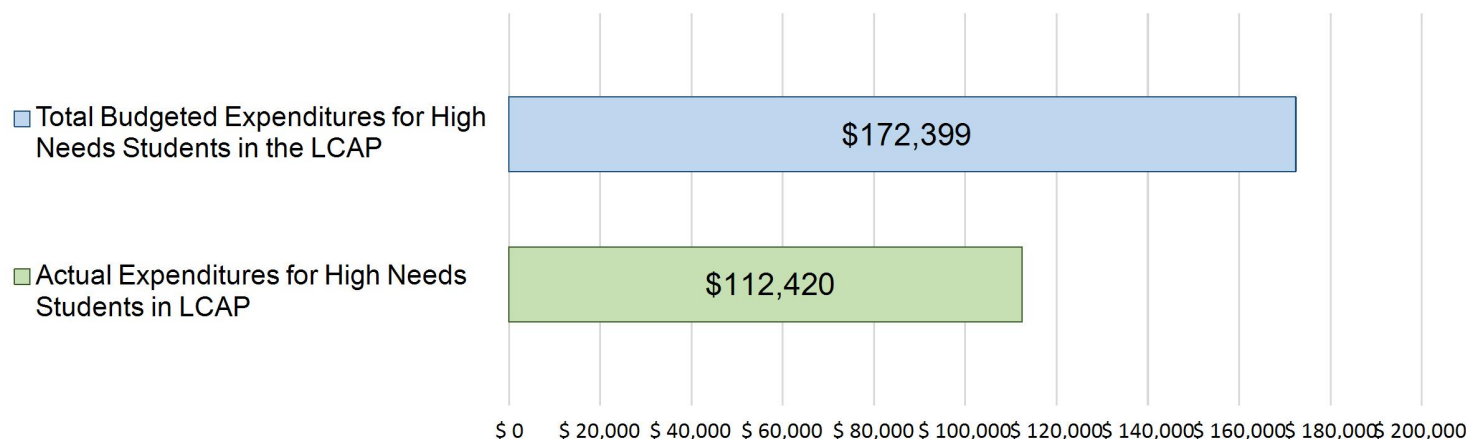 Total Budgeted Expenditures for High
Needs Students in the LCAP
$172,399
Actual Expenditures for High Needs
Students in LCAP
$112,420
$ 0 $ 20,000 $ 40,000 $ 60,000 $ 80,000 $ 100,000 $ 120,000 $ 140,000 $ 160,000 $ 180,000 $ 200,000